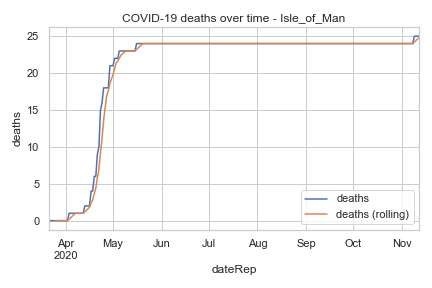 COVID-19 deaths over time - Isle_of_Man
deaths
25
20
15
10
5
0
Apr May Jun Jul Aug Sep Oct Nov
2020
dateRep
deaths
deaths (rolling)